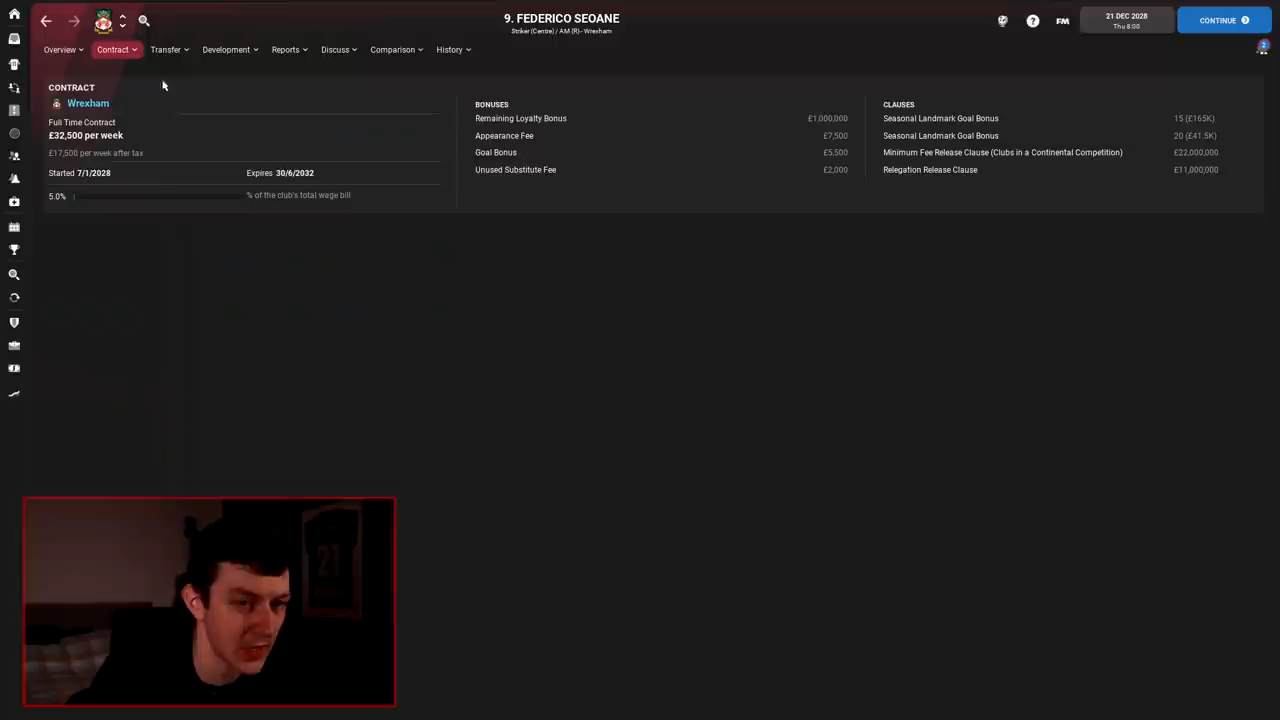 9. FEDERICO SEOANE
Striker (Centre) / AM (R) - Wrexham
FM
21 DEC 2028
Thu 8:00
CONTINUE
Overview
Contract
Transfer
Development
Reports
Discuss
Comparison
History
CONTRACT
Wrexham
Full Time Contract
£32,500 per week
£17,500 per week after tax
Started 7/1/2028 Expires 30/6/2032
5.0% % of the club's total wage bill
BONUSES
Remaining Loyalty Bonus £1,000,000
Appearance Fee £7,500
Goal Bonus £5,500
Unused Substitute Fee £2,000
CLAUSES
Seasonal Landmark Goal Bonus 15 (£165K)
Seasonal Landmark Goal Bonus 20 (£41.5K)
Minimum Fee Release Clause (Clubs in a Continental Competition) £22,000,000
Relegation Release Clause £11,000,000
21